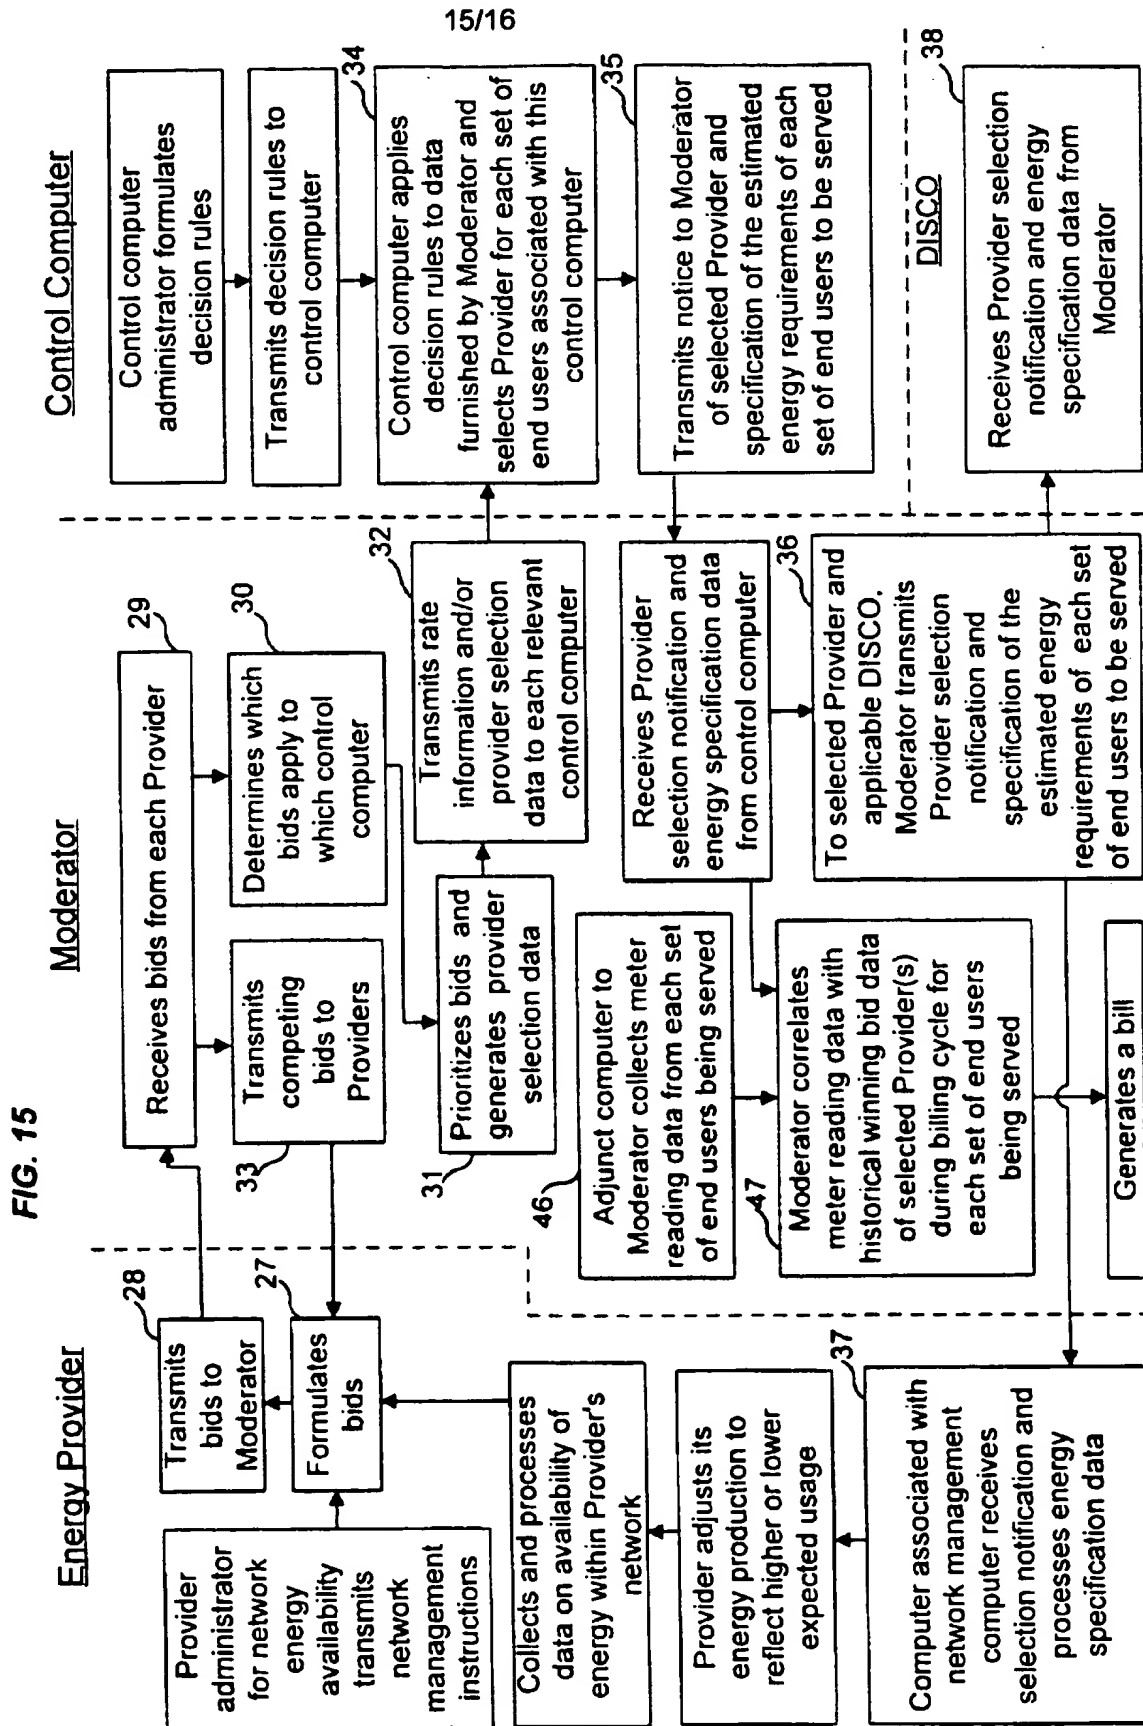 15/16
FIG. 15
Energy Provider
Moderator
Control Computer
Provider
administrator
for network
energy
availability
transmits
network
management
instructions
28
Transmits
bids to
Moderator
27
Formulates
bids
Collects and processes
data on availability of
energy within Provider's
network
Provider adjusts its
energy production to
reflect higher or lower
expected usage
37
Computer associated with
network management
computer receives
selection notification and
processes energy
specification data
29
Receives bids from each Provider
33
Transmits
competing
bids to
Providers
30
Determines which
bids apply to
which control
computer
31
Prioritizes bids and
generates provider
selection data
32
Transmits rate
information and/or
provider selection
data to each relevant
control computer
46
Adjunct computer to
Moderator collects meter
reading data from each set
of end users being served
Receives Provider
selection notification and
energy specification data
from control computer
47
Moderator correlates
meter reading data with
historical winning bid data
of selected Provider(s)
during billing cycle for
each set of end users
being served
36
To selected Provider and
applicable DISCO,
Moderator transmits
Provider selection
notification and
specification of the
estimated energy
requirements of each set
of end users to be served
Generates a bill
Control computer
administrator formulates
decision rules
Transmits decision rules to
control computer
34
Control computer applies
decision rules to data
furnished by Moderator and
selects Provider for each set of
end users associated with this
control computer
35
Transmits notice to Moderator
of selected Provider and
specification of the estimated
energy requirements of each
set of end users to be served
DISCO
38
Receives Provider selection
notification and energy
specification data from
Moderator